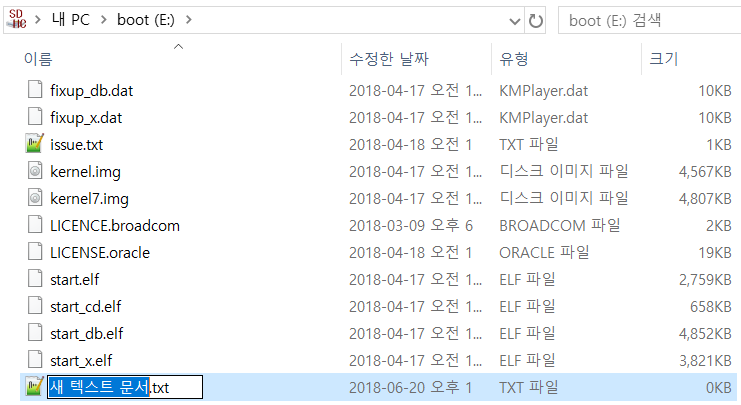 SD HC > 내 PC > boot (E:) > boot (E:) 검색
이름 수정한 날짜 유형 크기
fixup_db.dat 2018-04-17 오전 1... KMPlayer.dat 10KB
fixup_x.dat 2018-04-17 오전 1... KMPlayer.dat 10KB
issue.txt 2018-04-18 오전 1 TXT 파일 1KB
kernel.img 2018-04-17 오전 1... 디스크 이미지 파일 4,567KB
kernel7.img 2018-04-17 오전 1... 디스크 이미지 파일 4,807KB
LICENCE.broadcom 2018-03-09 오후 6 BROADCOM 파일 2KB
LICENSE.oracle 2018-04-18 오전 1 ORACLE 파일 19KB
start.elf 2018-04-17 오전 1... ELF 파일 2,759KB
start_cd.elf 2018-04-17 오전 1... ELF 파일 658KB
start_db.elf 2018-04-17 오전 1... ELF 파일 4,852KB
start_x.elf 2018-04-17 오전 1... ELF 파일 3,821KB
새 텍스트 문서.txt 2018-06-20 오후 1 TXT 파일 0KB